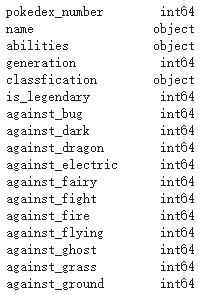 pokedex_number int64
name object
abilities object
generation int64
classfication object
is_legendary int64
against_bug int64
against_dark int64
against_dragon int64
against_electric int64
against_fairy int64
against_fight int64
against_fire int64
against_flying int64
against_ghost int64
against_grass int64
against_ground int64